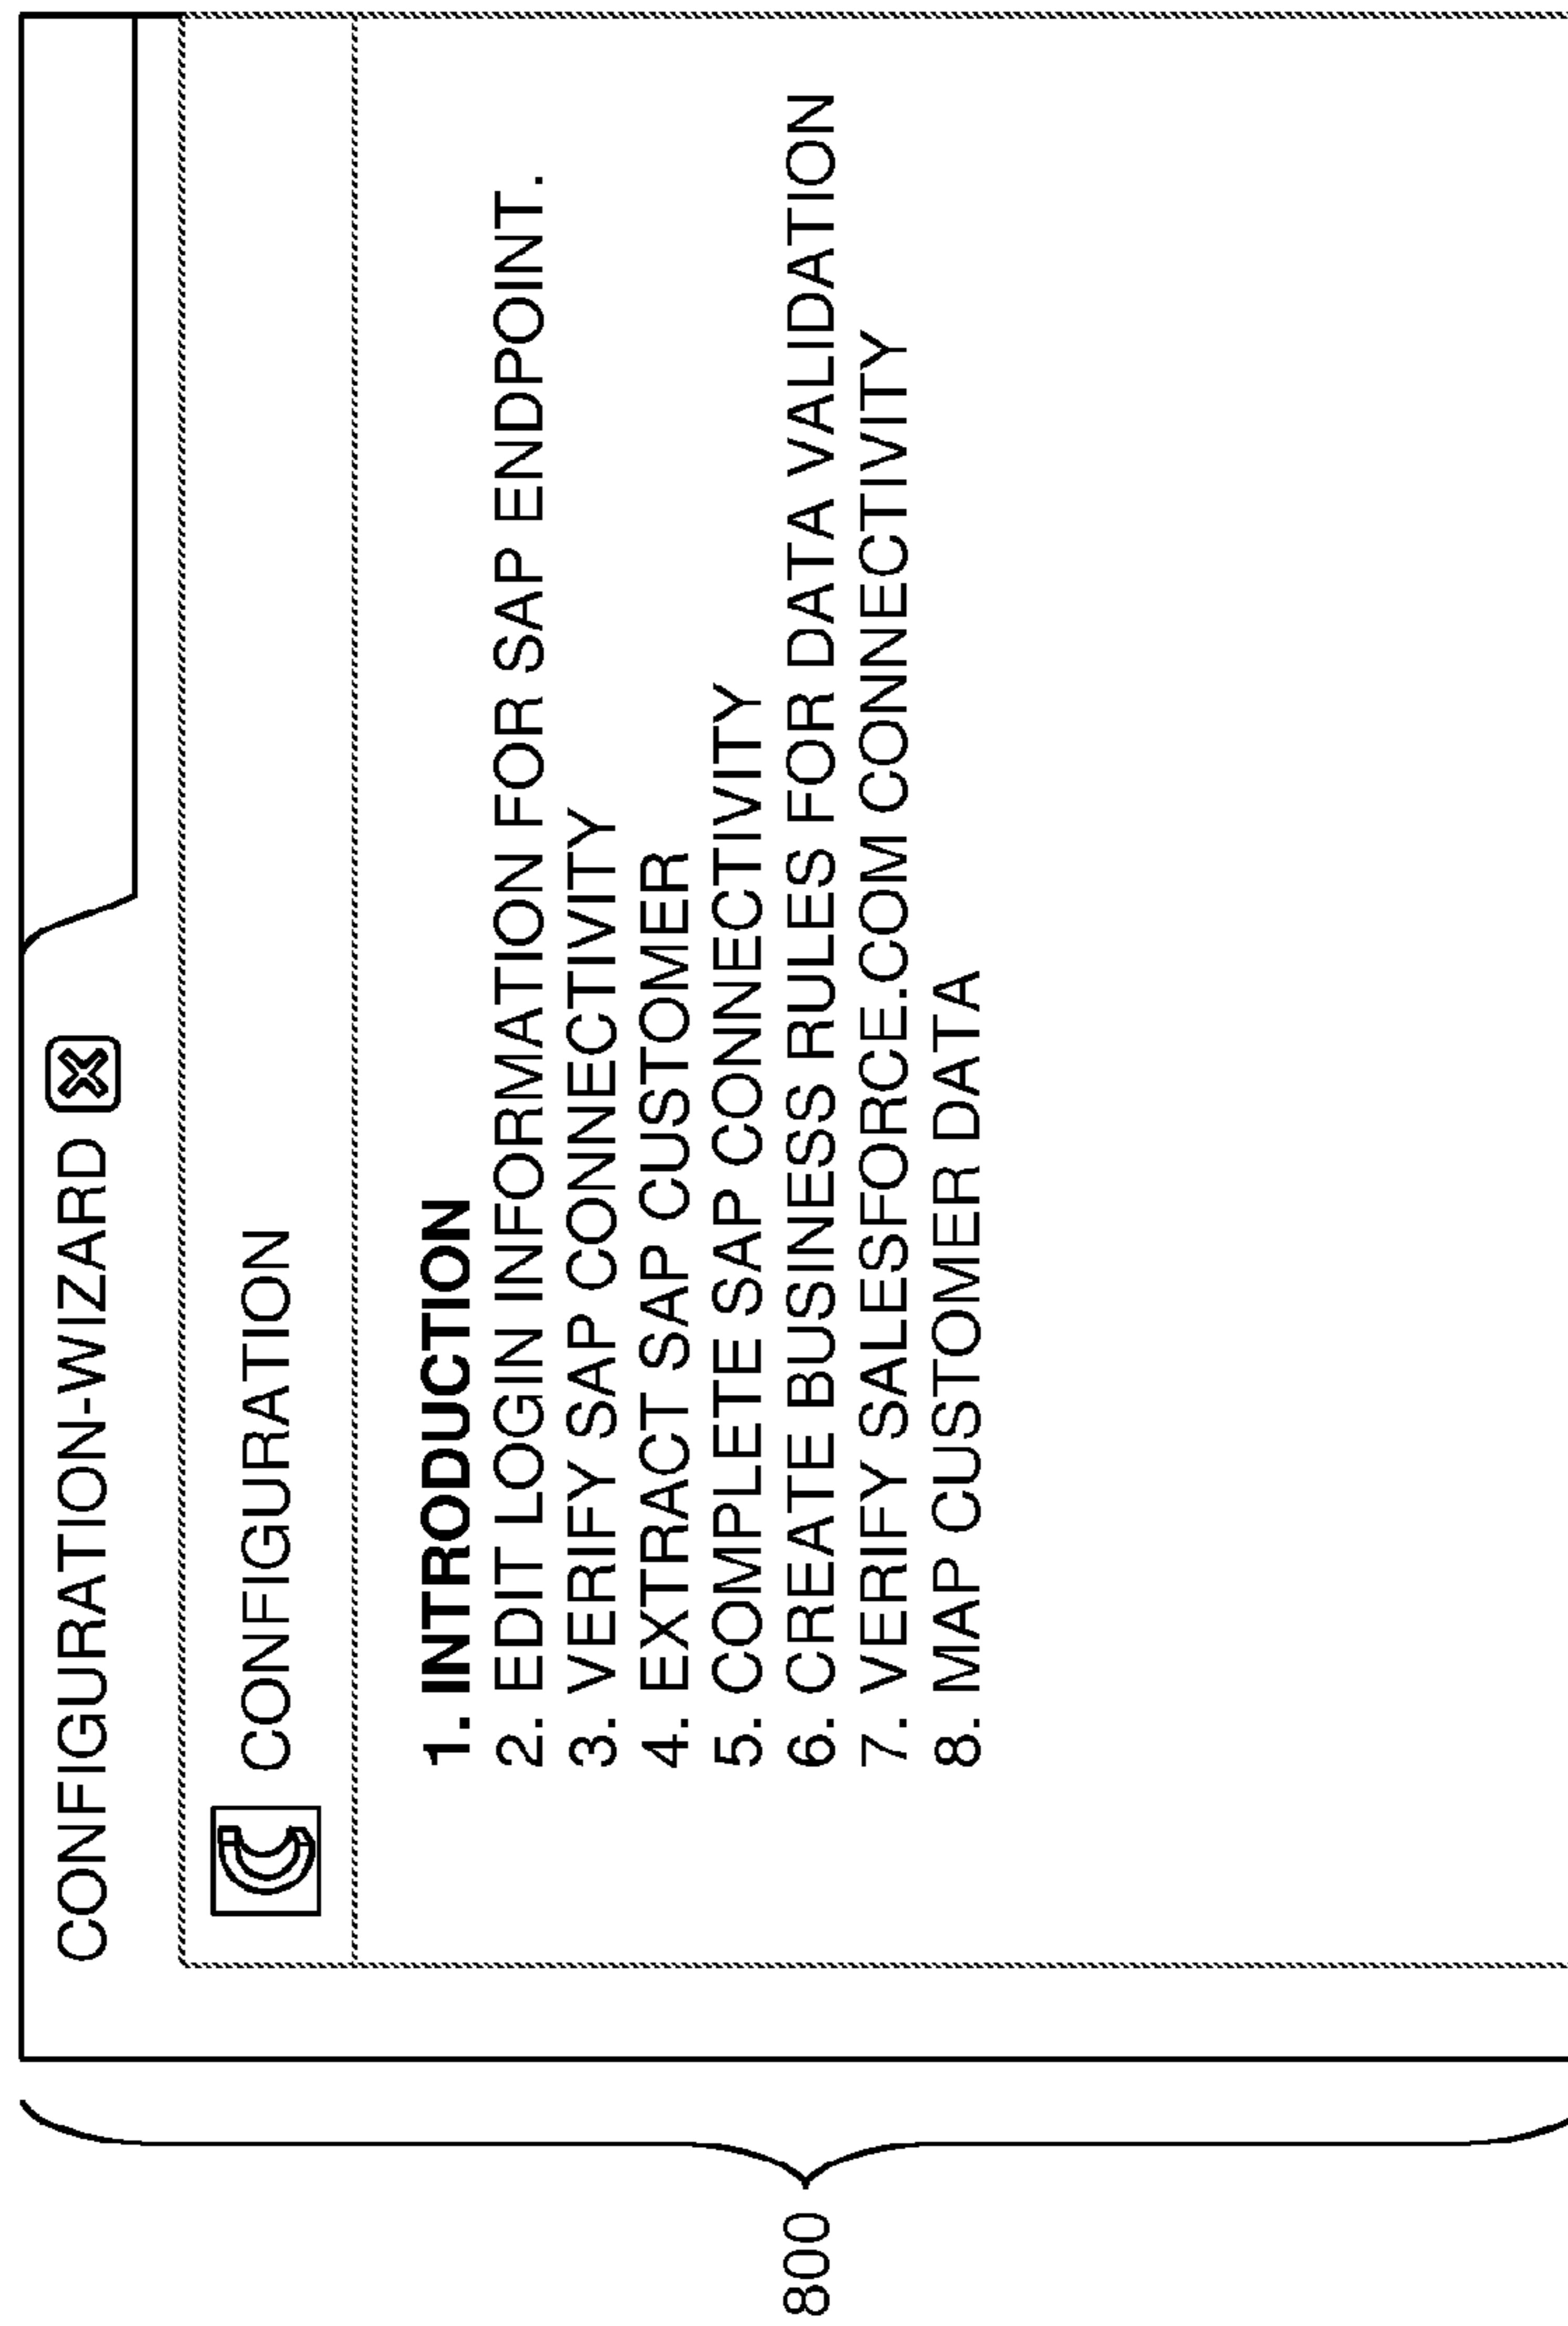 CONFIGURATION-WIZARD
CONFIGURATION
1. INTRODUCTION
2. EDIT LOGIN INFORMATION FOR SAP ENDPOINT.
3. VERIFY SAP CONNECTIVITY
4. EXTRACT SAP CUSTOMER
5. COMPLETE SAP CONNECTIVITY
6. CREATE BUSINESS RULES FOR DATA VALIDATION
7. VERIFY SALESFORCE.COM CONNECTIVITY
8. MAP CUSTOMER DATA
800